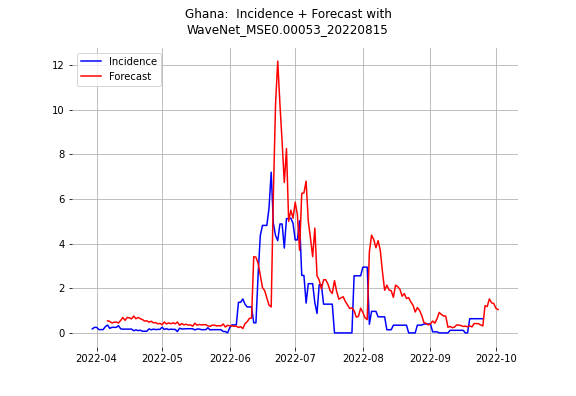 Ghana:  Incidence + Forecast with
WaveNet_MSE0.00053_20220815
Incidence
Forecast
12
10
8
6
4
2
0
2022-04 2022-05 2022-06 2022-07 2022-08 2022-09 2022-10